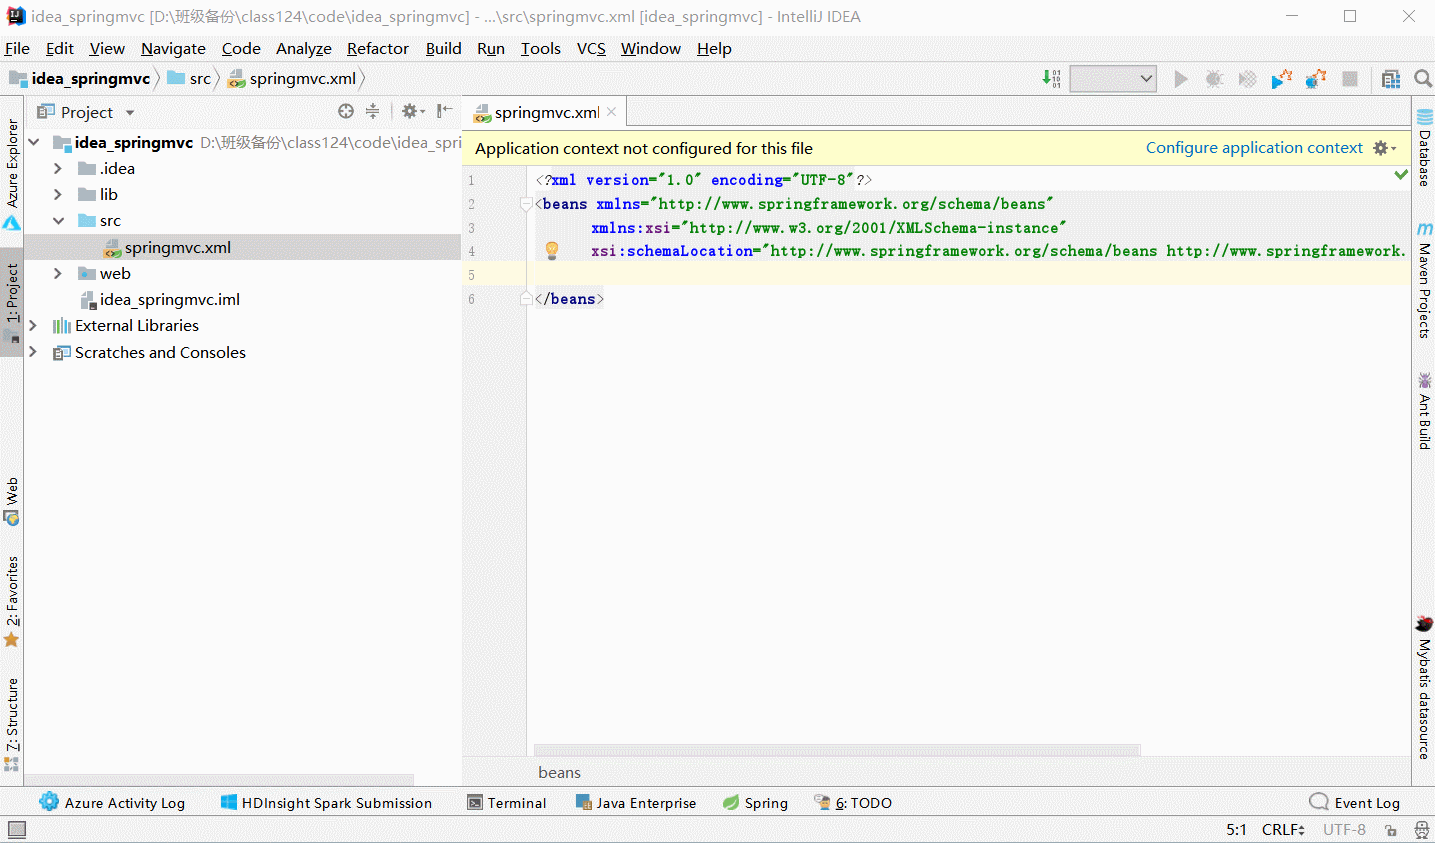 idea_springmvc [D:\班级备份\class124\code\idea_springmvc] - ...\src\springmvc.xml [idea_springmvc] - IntelliJ IDEA
File Edit View Navigate Code Analyze Refactor Build Run Tools VCS Window Help
idea_springmvc src springmvc.xml
Project
springmvc.xml
idea_springmvc D:\班级备份\class124\code\idea_spri
.idea
lib
src
springmvc.xml
web
idea_springmvc.iml
External Libraries
Scratches and Consoles
Application context not configured for this file Configure application context
1 <?xml version="1.0" encoding="UTF-8"?>
2 <beans xmlns="http://www.springframework.org/schema/beans"
3 xmlns:xsi="http://www.w3.org/2001/XMLSchema-instance"
4 xsi:schemaLocation="http://www.springframework.org/schema/beans http://www.springframework.
5
6 </beans>
beans
Azure Explorer
1: Project
Web
2: Favorites
7: Structure
Database
Maven Projects
Ant Build
Mybatis datasource
Azure Activity Log HDInsight Spark Submission Terminal Java Enterprise Spring 6: TODO Event Log
5:1 CRLF UTF-8